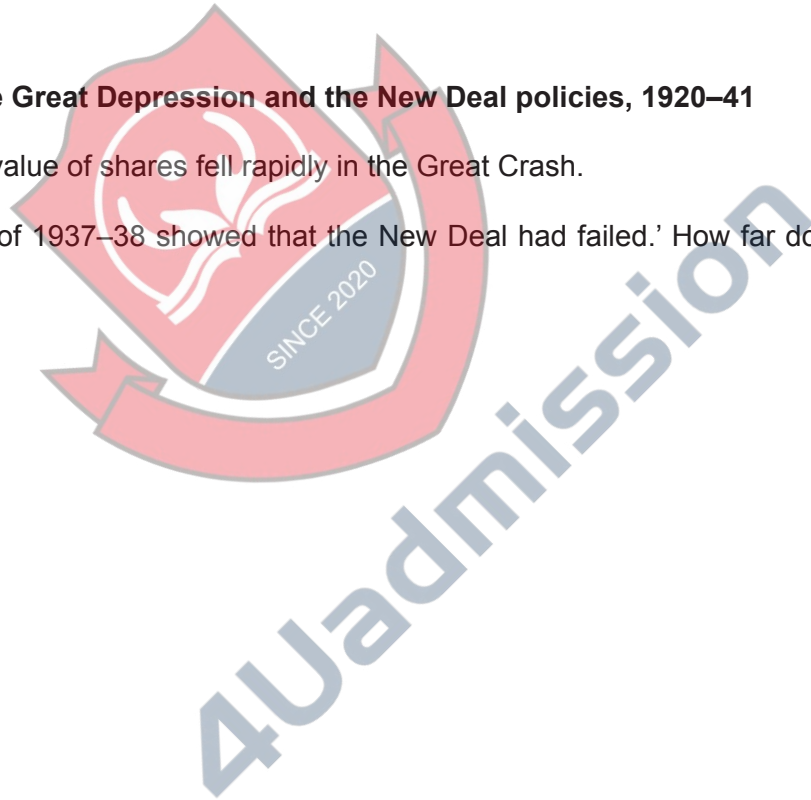 Great Depression and the New Deal policies, 1920–41
value of shares fell rapidly in the Great Crash.
of 1937–38 showed that the New Deal had failed.’ How far do
SINCE 2020
4Uadmission